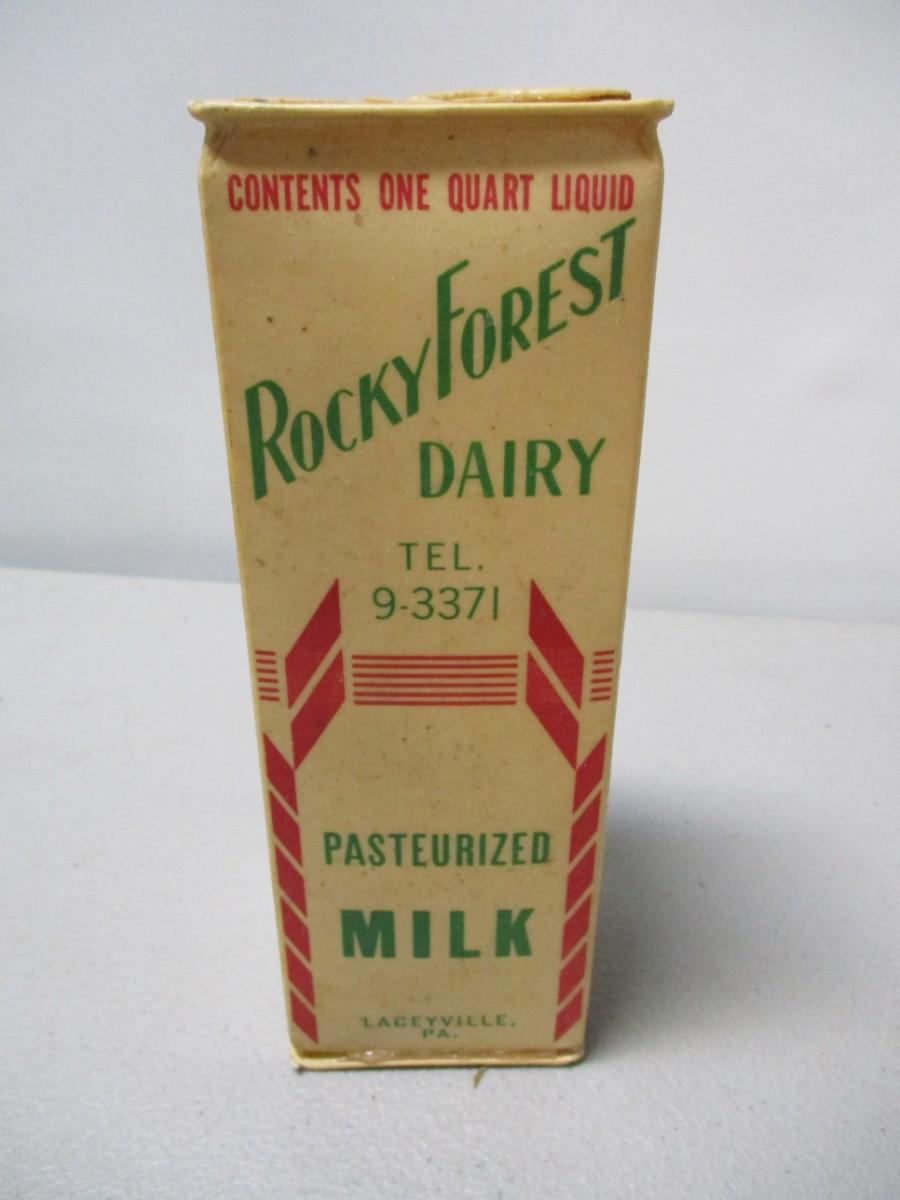 CONTENTS ONE QUART LIQUID
ROCKY FOREST
DAIRY
TEL.
9-3371
PASTEURIZED
MILK
LACEYVILLE,
PA.